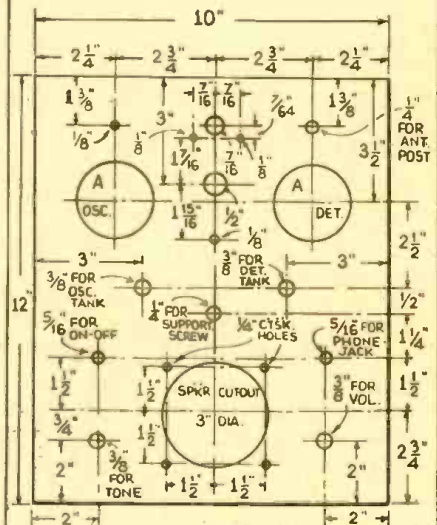 10"
2 1/4" 2 3/4" 2 3/4" 2 1/4"
1 3/8" 3" 7/16" 7/16" 7/64" 1 3/8" 1/4"
FOR
ANT.
POST
1/8" 1/8" 7/16" 1/8" 3 1/2"
1 7/16"
A A
OSC. 1/2" DET.
1 15/16"
1/8" 2 1/2"
3" 3/8" FOR 3"
DET.
TANK
3/8" FOR
OSC. TANK
12" 1/2"
1/4" FOR
SUPPORT
SCREW
5/16" FOR
ON-OFF
1/4" CTSK.
HOLES
5/16" FOR
PHONE
JACK
1 1/4"
1 1/2" 1 1/2" SPKR CUTOUT 3/8" FOR 1 1/2"
VOL.
3" DIA.
3/4" 1 1/2" 2 3/4"
2" 3/8" 2"
FOR
TONE
1 1/2" 1 1/2"
2" 2"